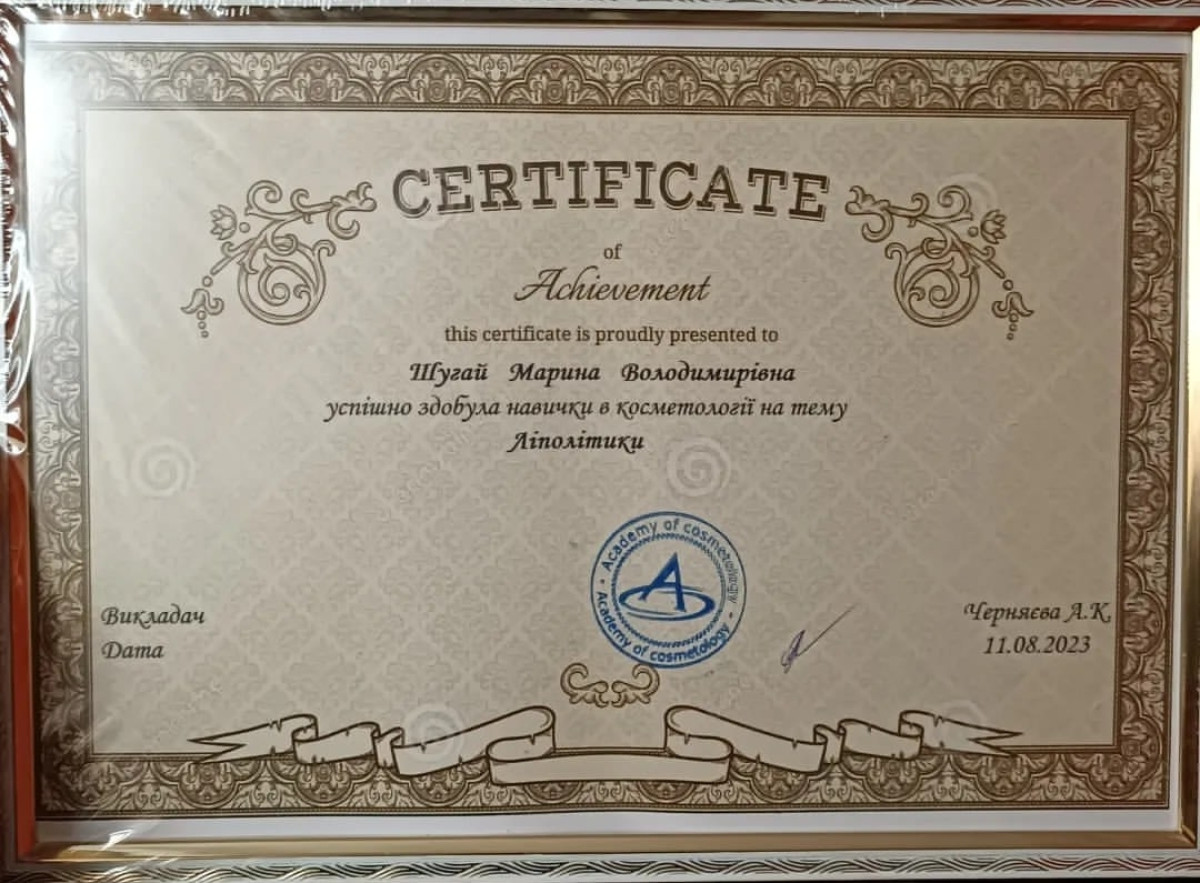 CERTIFICATE
of
Achievement
this certificate is proudly presented to
Шугай Марина Володимирівна
успішно здобула навички в косметології на тему
Ліполітики
Academy of cosmetology
Academy of cosmetology
Викладач
Черняєва А.К.
Дата
11.08.2023